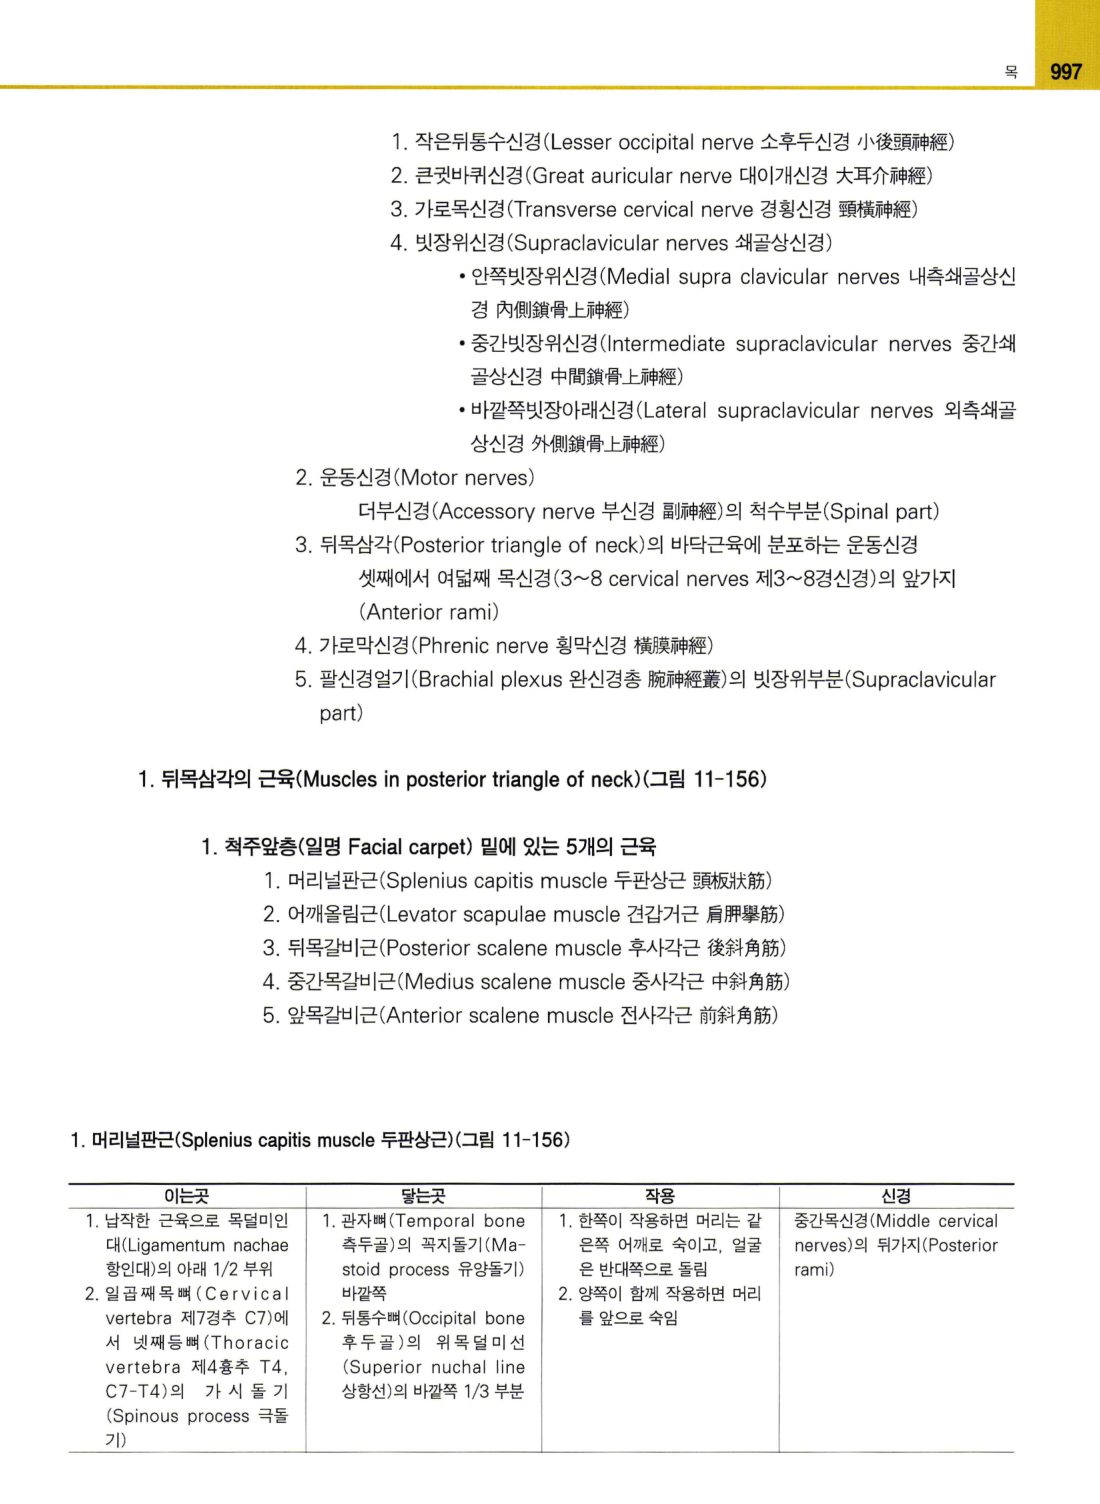 목 997
1. 작은뒤통수신경(Lesser occipital nerve 소후두신경 小後頭神經)
2. 큰귓바퀴신경(Great auricular nerve 대이개신경 大耳介神經)
3. 가로목신경(Transverse cervical nerve 경횡신경 頸橫神經)
4. 빗장위신경(Supraclavicular nerves 쇄골상신경)
• 안쪽빗장위신경(Medial supra clavicular nerves 내측쇄골상신
경 內側鎖骨上神經)
• 중간빗장위신경(Intermediate supraclavicular nerves 중간쇄
골상신경 中間鎖骨上神經)
• 바깥쪽빗장아래신경(Lateral supraclavicular nerves 외측쇄골
상신경 外側鎖骨上神經)
2. 운동신경(Motor nerves)
더부신경(Accessory nerve 부신경 副神經)의 척수부분(Spinal part)
3. 뒤목삼각(Posterior triangle of neck)의 바닥근육에 분포하는 운동신경
셋째에서 여덟째 목신경(3~8 cervical nerves 제3~8경신경)의 앞가지
(Anterior rami)
4. 가로막신경(Phrenic nerve 횡막신경 橫膜神經)
5. 팔신경얼기(Brachial plexus 완신경총 腕神經叢)의 빗장위부분(Supraclavicular
part)
1. 뒤목삼각의 근육(Muscles in posterior triangle of neck)(그림 11-156)
1. 척주앞층(일명 Facial carpet) 밑에 있는 5개의 근육
1. 머리널판근(Splenius capitis muscle 두판상근 頭板狀筋)
2. 어깨올림근(Levator scapulae muscle 견갑거근 肩胛擧筋)
3. 뒤목갈비근(Posterior scalene muscle 후사각근 後斜角筋)
4. 중간목갈비근(Medius scalene muscle 중사각근 中斜角筋)
5. 앞목갈비근(Anterior scalene muscle 전사각근 前斜角筋)
1. 머리널판근(Splenius capitis muscle 두판상근)(그림 11-156)
이는곳
1. 납작한 근육으로 목덜미인
대(Ligamentum nachae
항인대)의 아래 1/2 부위
2. 일곱째목뼈(Cervical
vertebra 제7경추 C7)에
서 넷째등뼈(Thoracic
vertebra 제4흉추 T4,
C7-T4)의 가시돌기
(Spinous process 극돌
기)
닿는곳
1. 관자뼈(Temporal bone
측두골)의 꼭지돌기(Ma-
stoid process 유양돌기)
바깥쪽
2. 뒤통수뼈(Occipital bone
후두골)의 위목덜미선
(Superior nuchal line
상항선)의 바깥쪽 1/3 부분
작용
1. 한쪽이 작용하면 머리는 같
은쪽 어깨로 숙이고, 얼굴
은 반대쪽으로 돌림
2. 양쪽이 함께 작용하면 머리
를 앞으로 숙임
신경
중간목신경(Middle cervical
nerves)의 뒤가지(Posterior
rami)